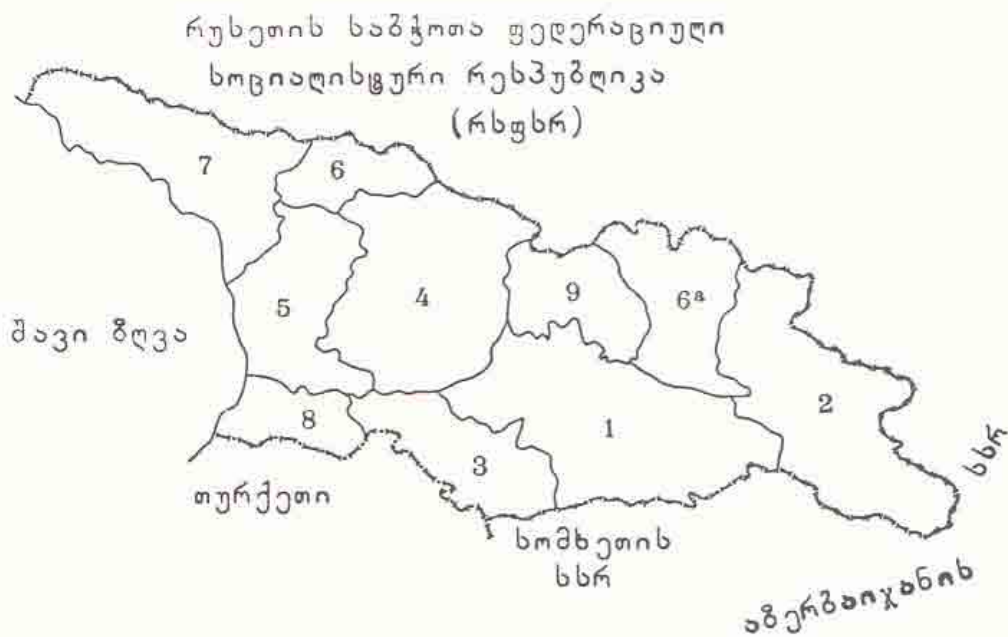 რუსეთის საბჭოთა ფედერაციული
სოციალისტური რესპუბლიკა
(რსფსრ)
7
6
4
9
6ª
5
2
შავი ზღვა
8
1
3
სსრ
თურქეთი
სომხეთის
სსრ
აზერბაიჯანის